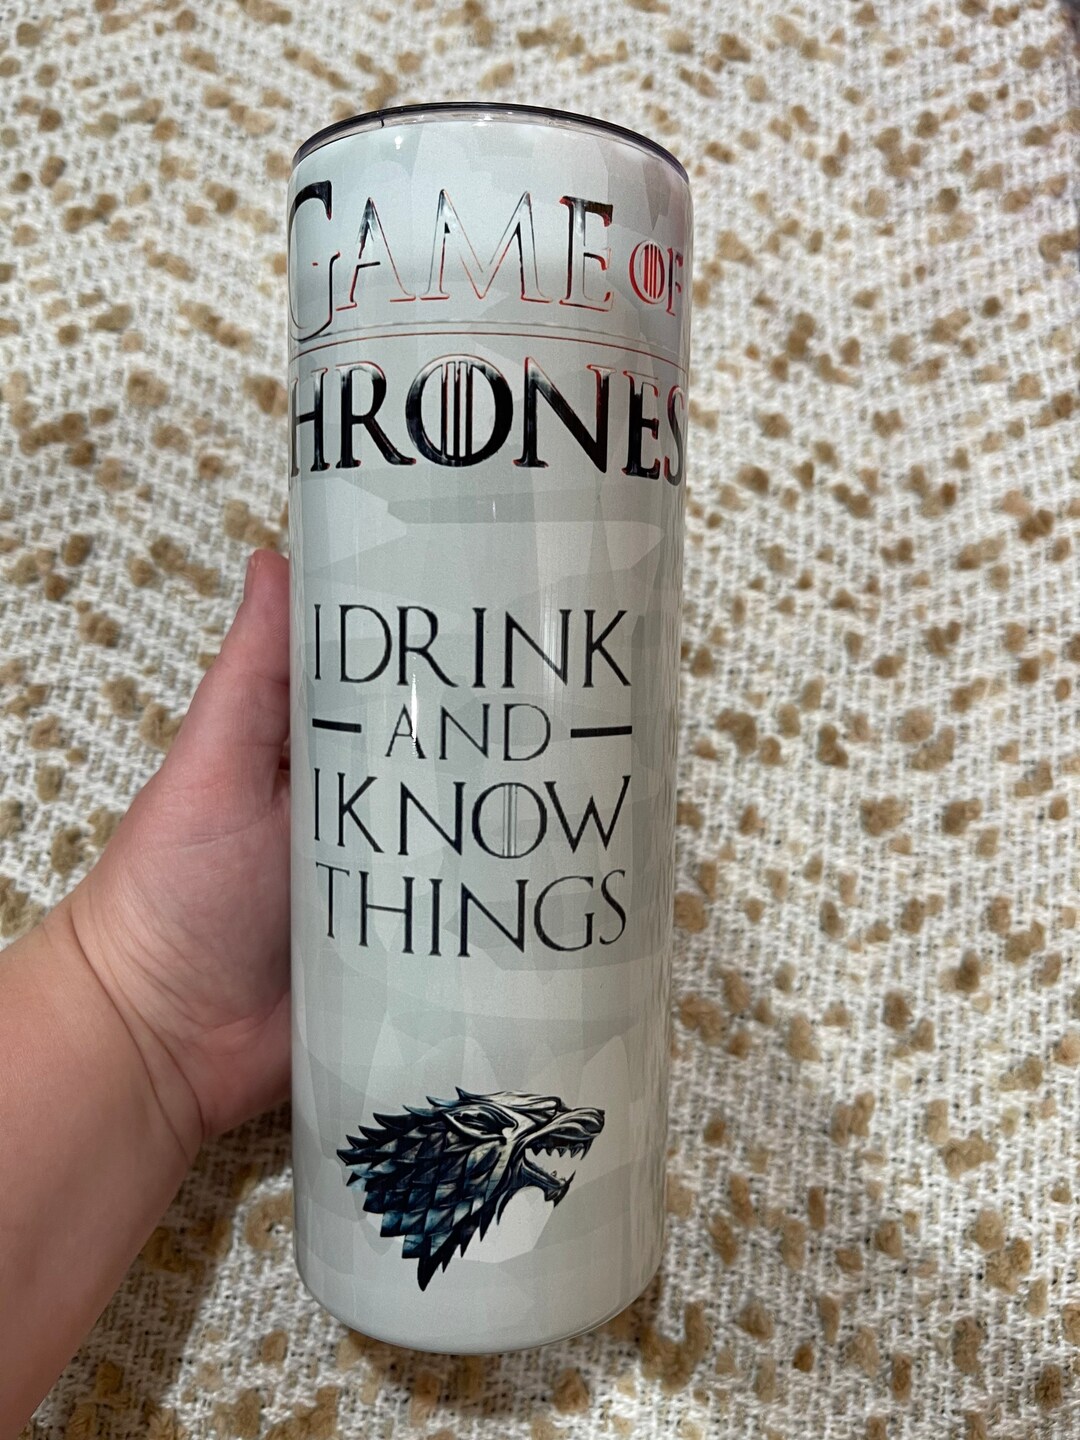 GAME OF
HRONES
I DRINK
— AND —
I KNOW
THINGS